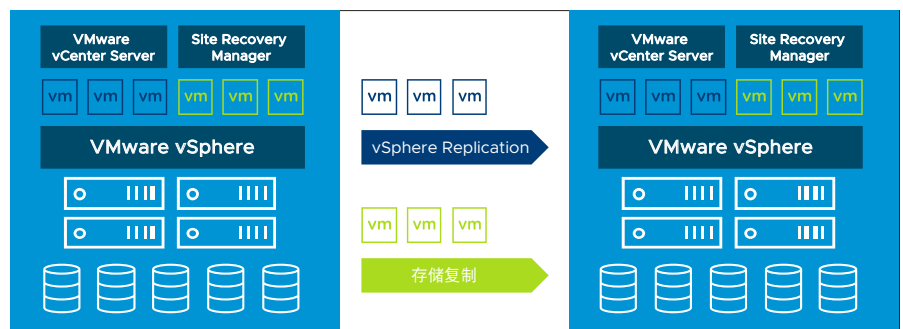 VMware
vCenter Server
Site Recovery
Manager
vm vm vm vm vm vm
VMware vSphere
vm vm vm
vSphere Replication
vm vm vm
存储复制
VMware
vCenter Server
Site Recovery
Manager
vm vm vm vm vm vm
VMware vSphere